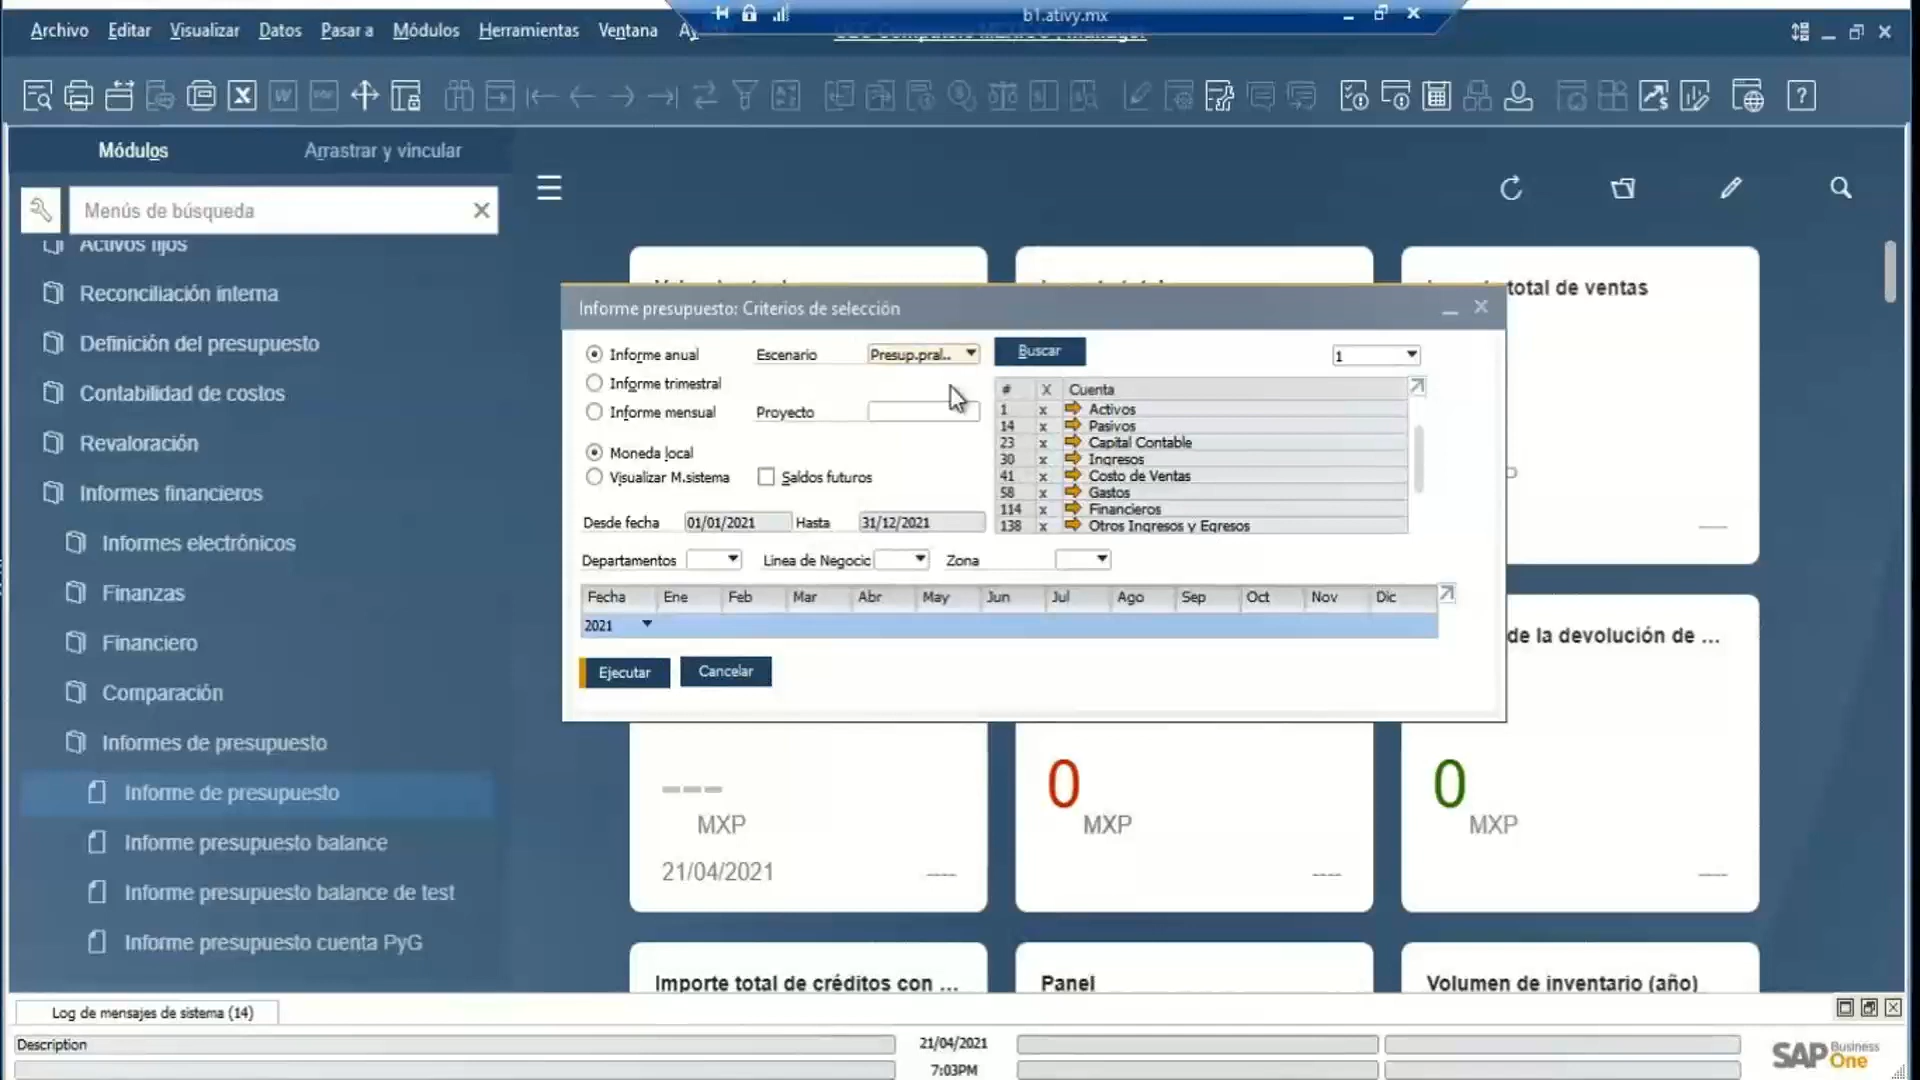 b1.ativy.mx
Archivo Editar Visualizar Datos Pasar a Módulos Herramientas Ventana
Módulos Arrastrar y vincular
Menús de búsqueda
Activos fijos
Reconciliación interna
Definición del presupuesto
Contabilidad de costos
Revaloración
Informes financieros
Informes electrónicos
Finanzas
Financiero
Comparación
Informes de presupuesto
Informe de presupuesto
Informe presupuesto balance
Informe presupuesto balance de test
Informe presupuesto cuenta PyG
total de ventas
Informe presupuesto: Criterios de selección
Informe anual Escenario Presup.pral.. Buscar 1
Informe trimestral
Informe mensual Proyecto
Moneda local
Visualizar M.sistema Saldos futuros
# X Cuenta
1 x Activos
14 x Pasivos
23 x Capital Contable
30 x Ingresos
41 x Costo de Ventas
58 x Gastos
114 x Financieros
138 x Otros Ingresos y Egresos
Desde fecha 01/01/2021 Hasta 31/12/2021
Departamentos Linea de Negocio Zona
Fecha Ene Feb Mar Abr May Jun Jul Ago Sep Oct Nov Dic
2021
Ejecutar Cancelar
de la devolución de ...
--- MXP
21/04/2021 ----
0 MXP
----
0 MXP
----
Importe total de créditos con ...
Panel
Volumen de inventario (año)
Log de mensajes de sistema (14)
Description 21/04/2021
7:03PM
SAP Business One